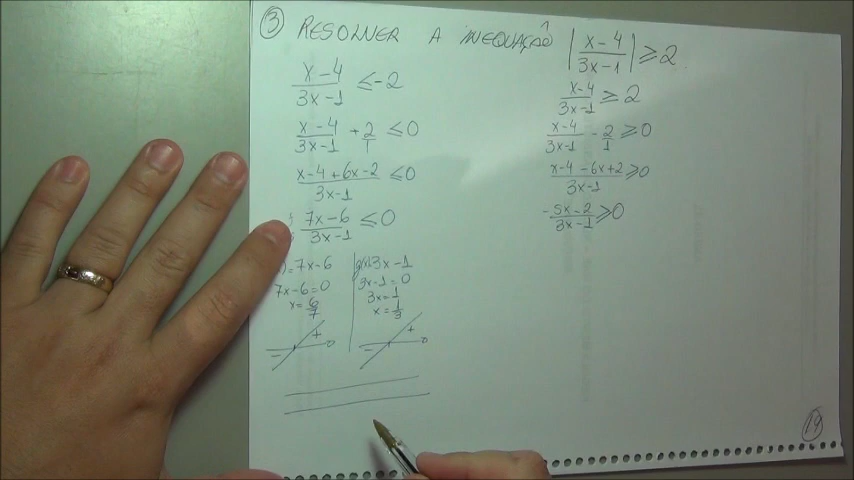 ③ RESOLVER A INEQUAÇÃO |x-4/3x-1| ≥ 2.
x-4/3x-1 ≤ -2
x-4/3x-1 + 2/1 ≤ 0
x-4+6x-2/3x-1 ≤ 0
7x-6/3x-1 ≤ 0
)=7x-6
7x-6=0
x=6/7
- +
3x-1
x-1=0
3x=1
x=1/3
- +
x-4/3x-1 ≥ 2
x-4/3x-1 - 2/1 ≥ 0
x-4-6x+2/3x-1 ≥ 0
-5x-2/3x-1 ≥ 0
19